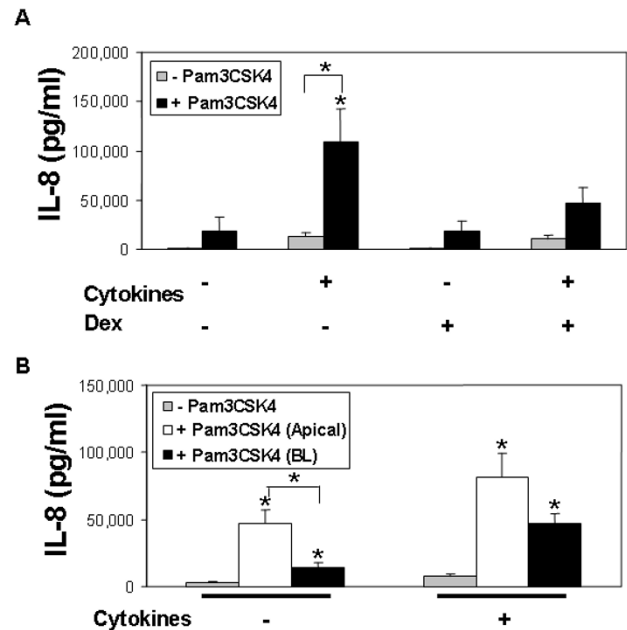 A
200,000
150,000
100,000
50,000
0
IL-8 (pg/ml)
- Pam3CSK4
+ Pam3CSK4
* *
Cytokines - + - +
Dex - - + +
B
150,000
100,000
50,000
0
IL-8 (pg/ml)
- Pam3CSK4
+ Pam3CSK4 (Apical)
+ Pam3CSK4 (BL)
* * * * *
Cytokines - +